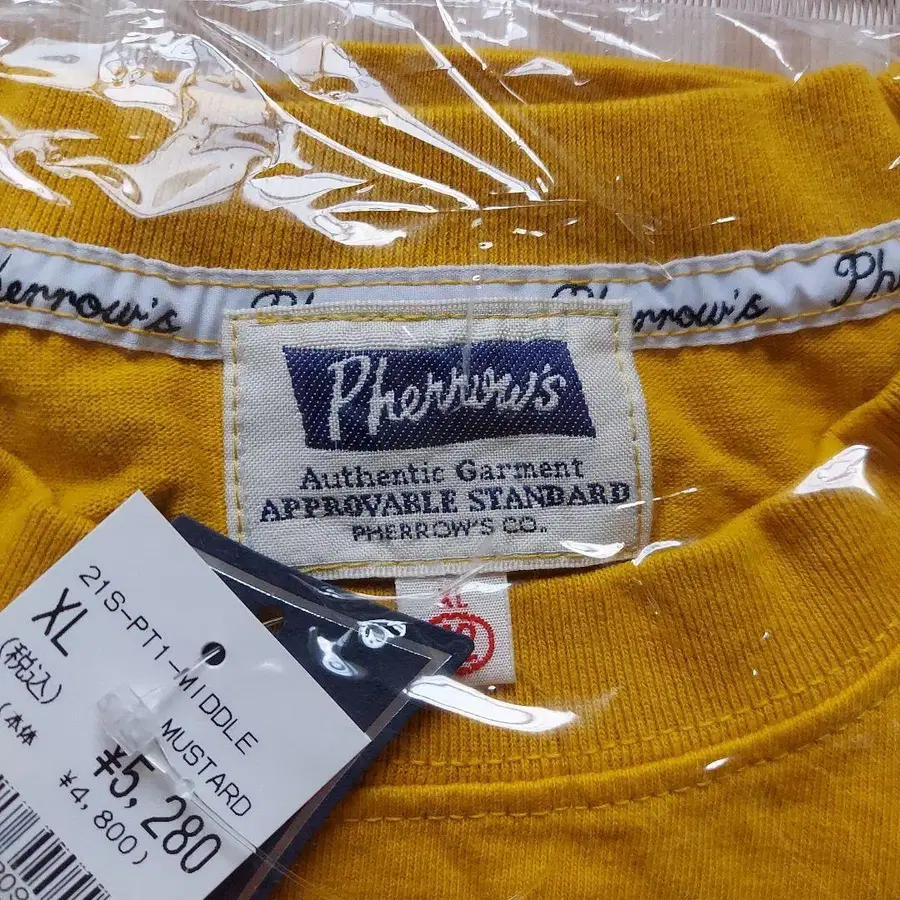 Pherrow's
Pherrow's
Authentic Garment
APPROVABLE STANDARD
PHERROW'S CO.
XL
21S-PT1-MIDDLE
XL
MUSTARD
(税込)
¥5,280
(本体
¥4,800)